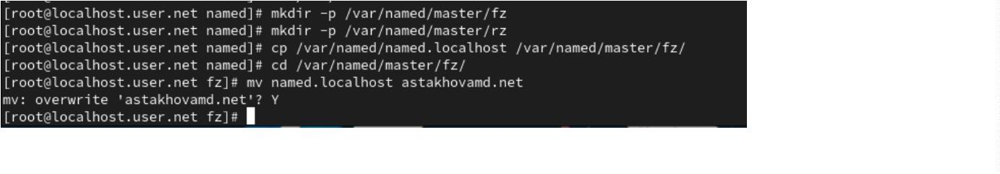 [root@localhost.user.net named]# mkdir -p /var/named/master/fz
[root@localhost.user.net named]# mkdir -p /var/named/master/rz
[root@localhost.user.net named]# cp /var/named/named.localhost /var/named/master/fz/
[root@localhost.user.net named]# cd /var/named/master/fz/
[root@localhost.user.net fz]# mv named.localhost astakhovamd.net
mv: overwrite 'astakhovamd.net'? Y
[root@localhost.user.net fz]#